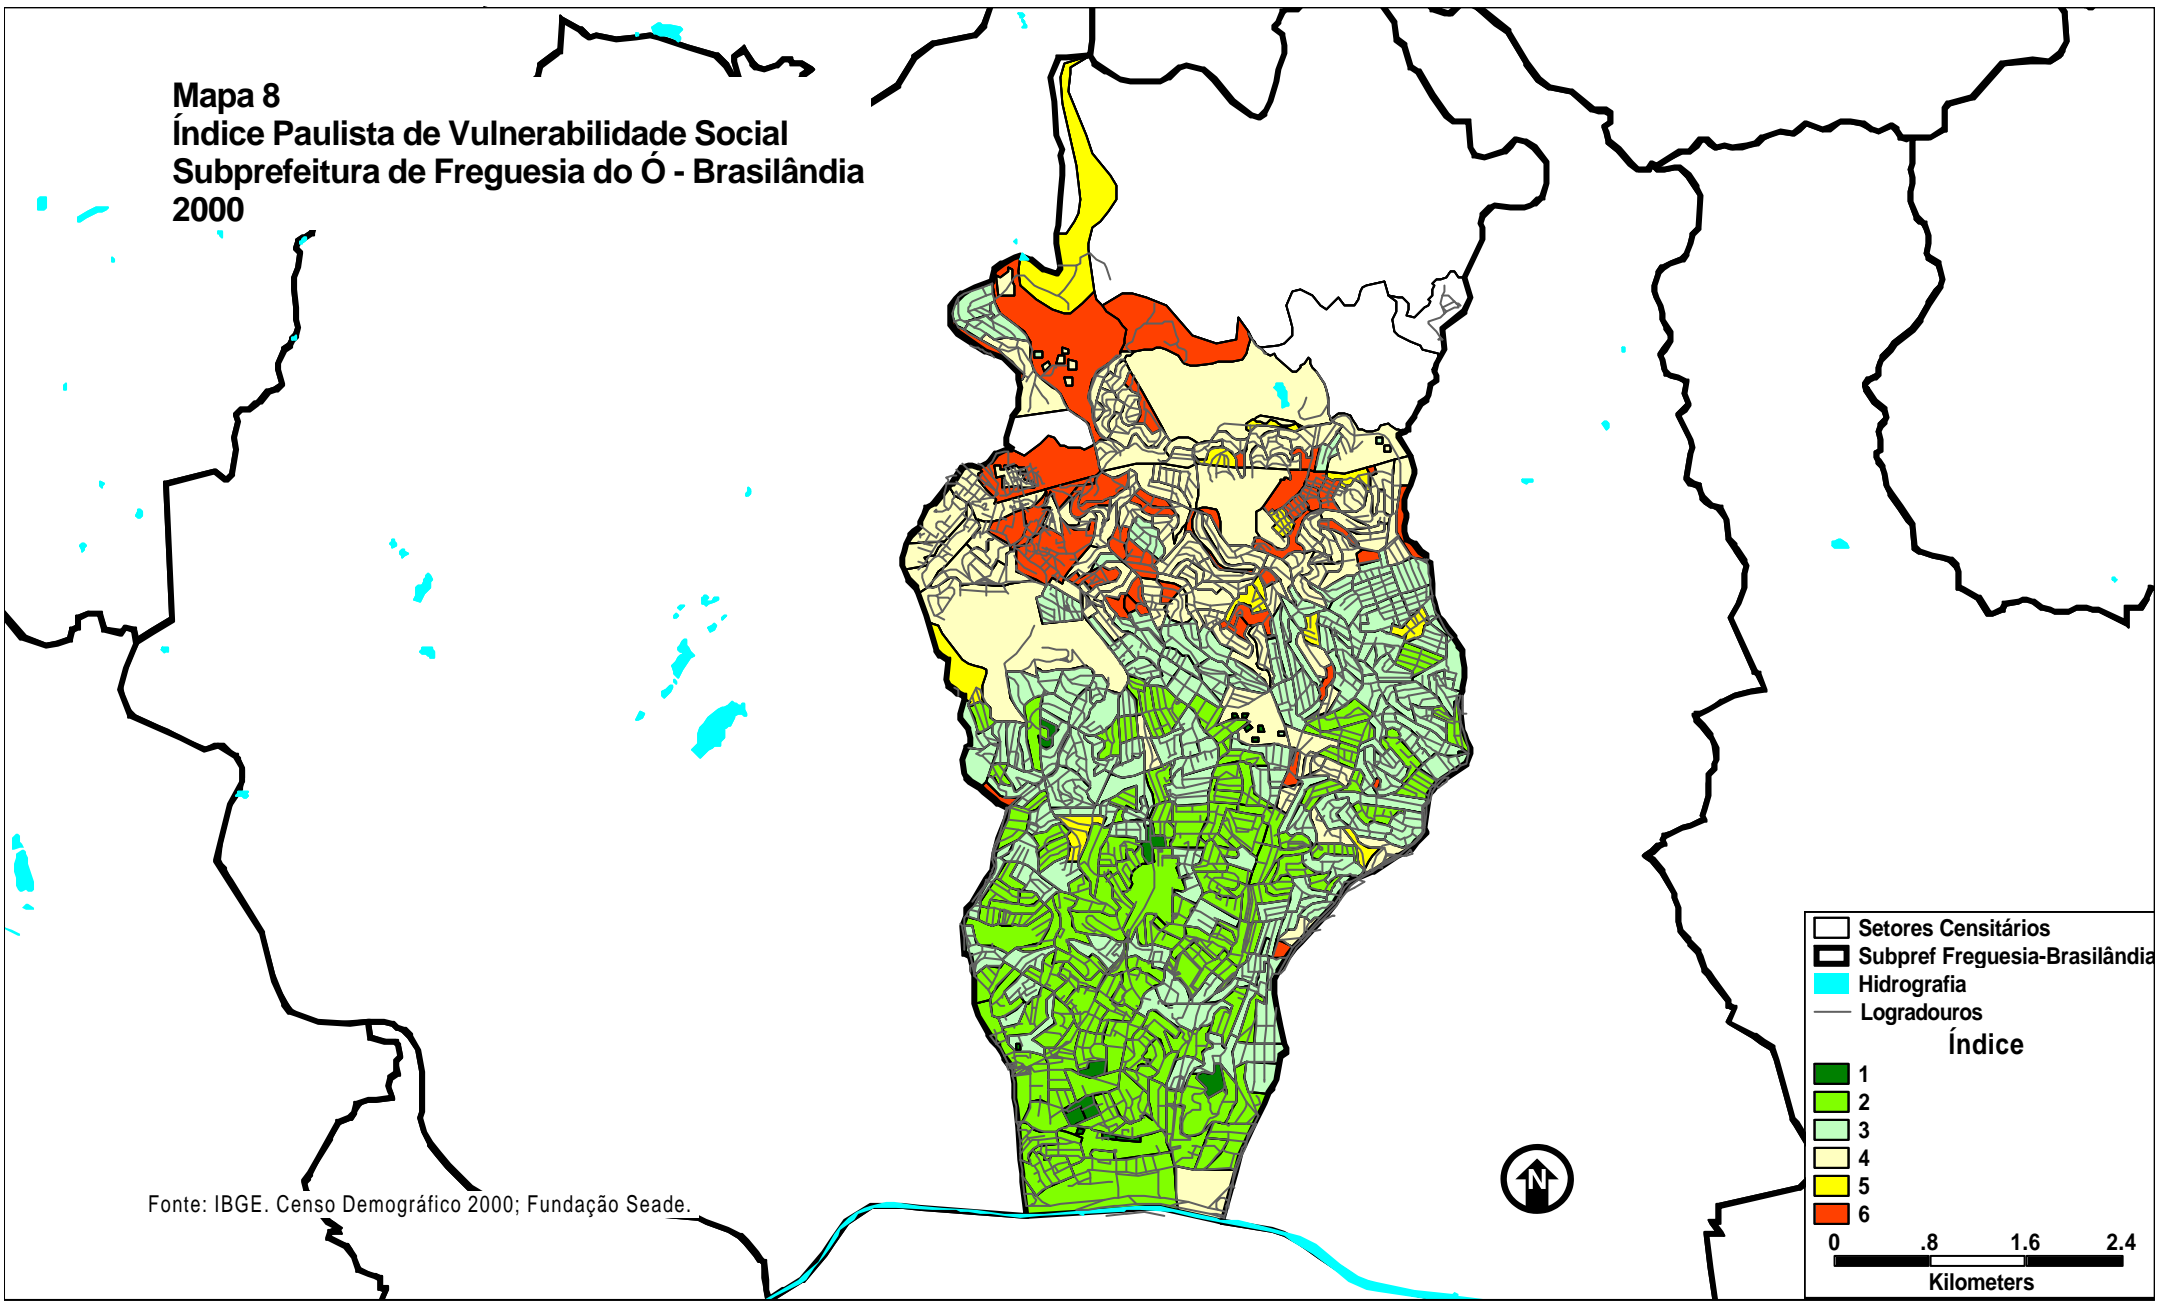 Mapa 8
Índice Paulista de Vulnerabilidade Social
Subprefeitura de Freguesia do Ó - Brasilândia
2000
Setores Censitários
Subpref Freguesia-Brasilândia
Hidrografia
Logradouros
Índice
1
2
3
4
5
6
0 .8 1.6 2.4
Kilometers
N
Fonte: IBGE. Censo Demográfico 2000; Fundação Seade.